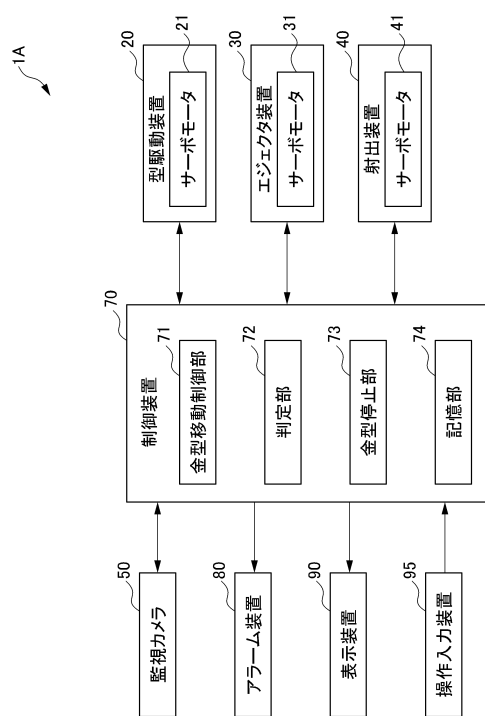 1A
50
監視カメラ
80
アラーム装置
90
表示装置
95
操作入力装置
70
制御装置
71
金型移動制御部
72
判定部
73
金型停止部
74
記憶部
20
型駆動装置
21
サーボモータ
30
エジェクタ装置
31
サーボモータ
40
射出装置
41
サーボモータ